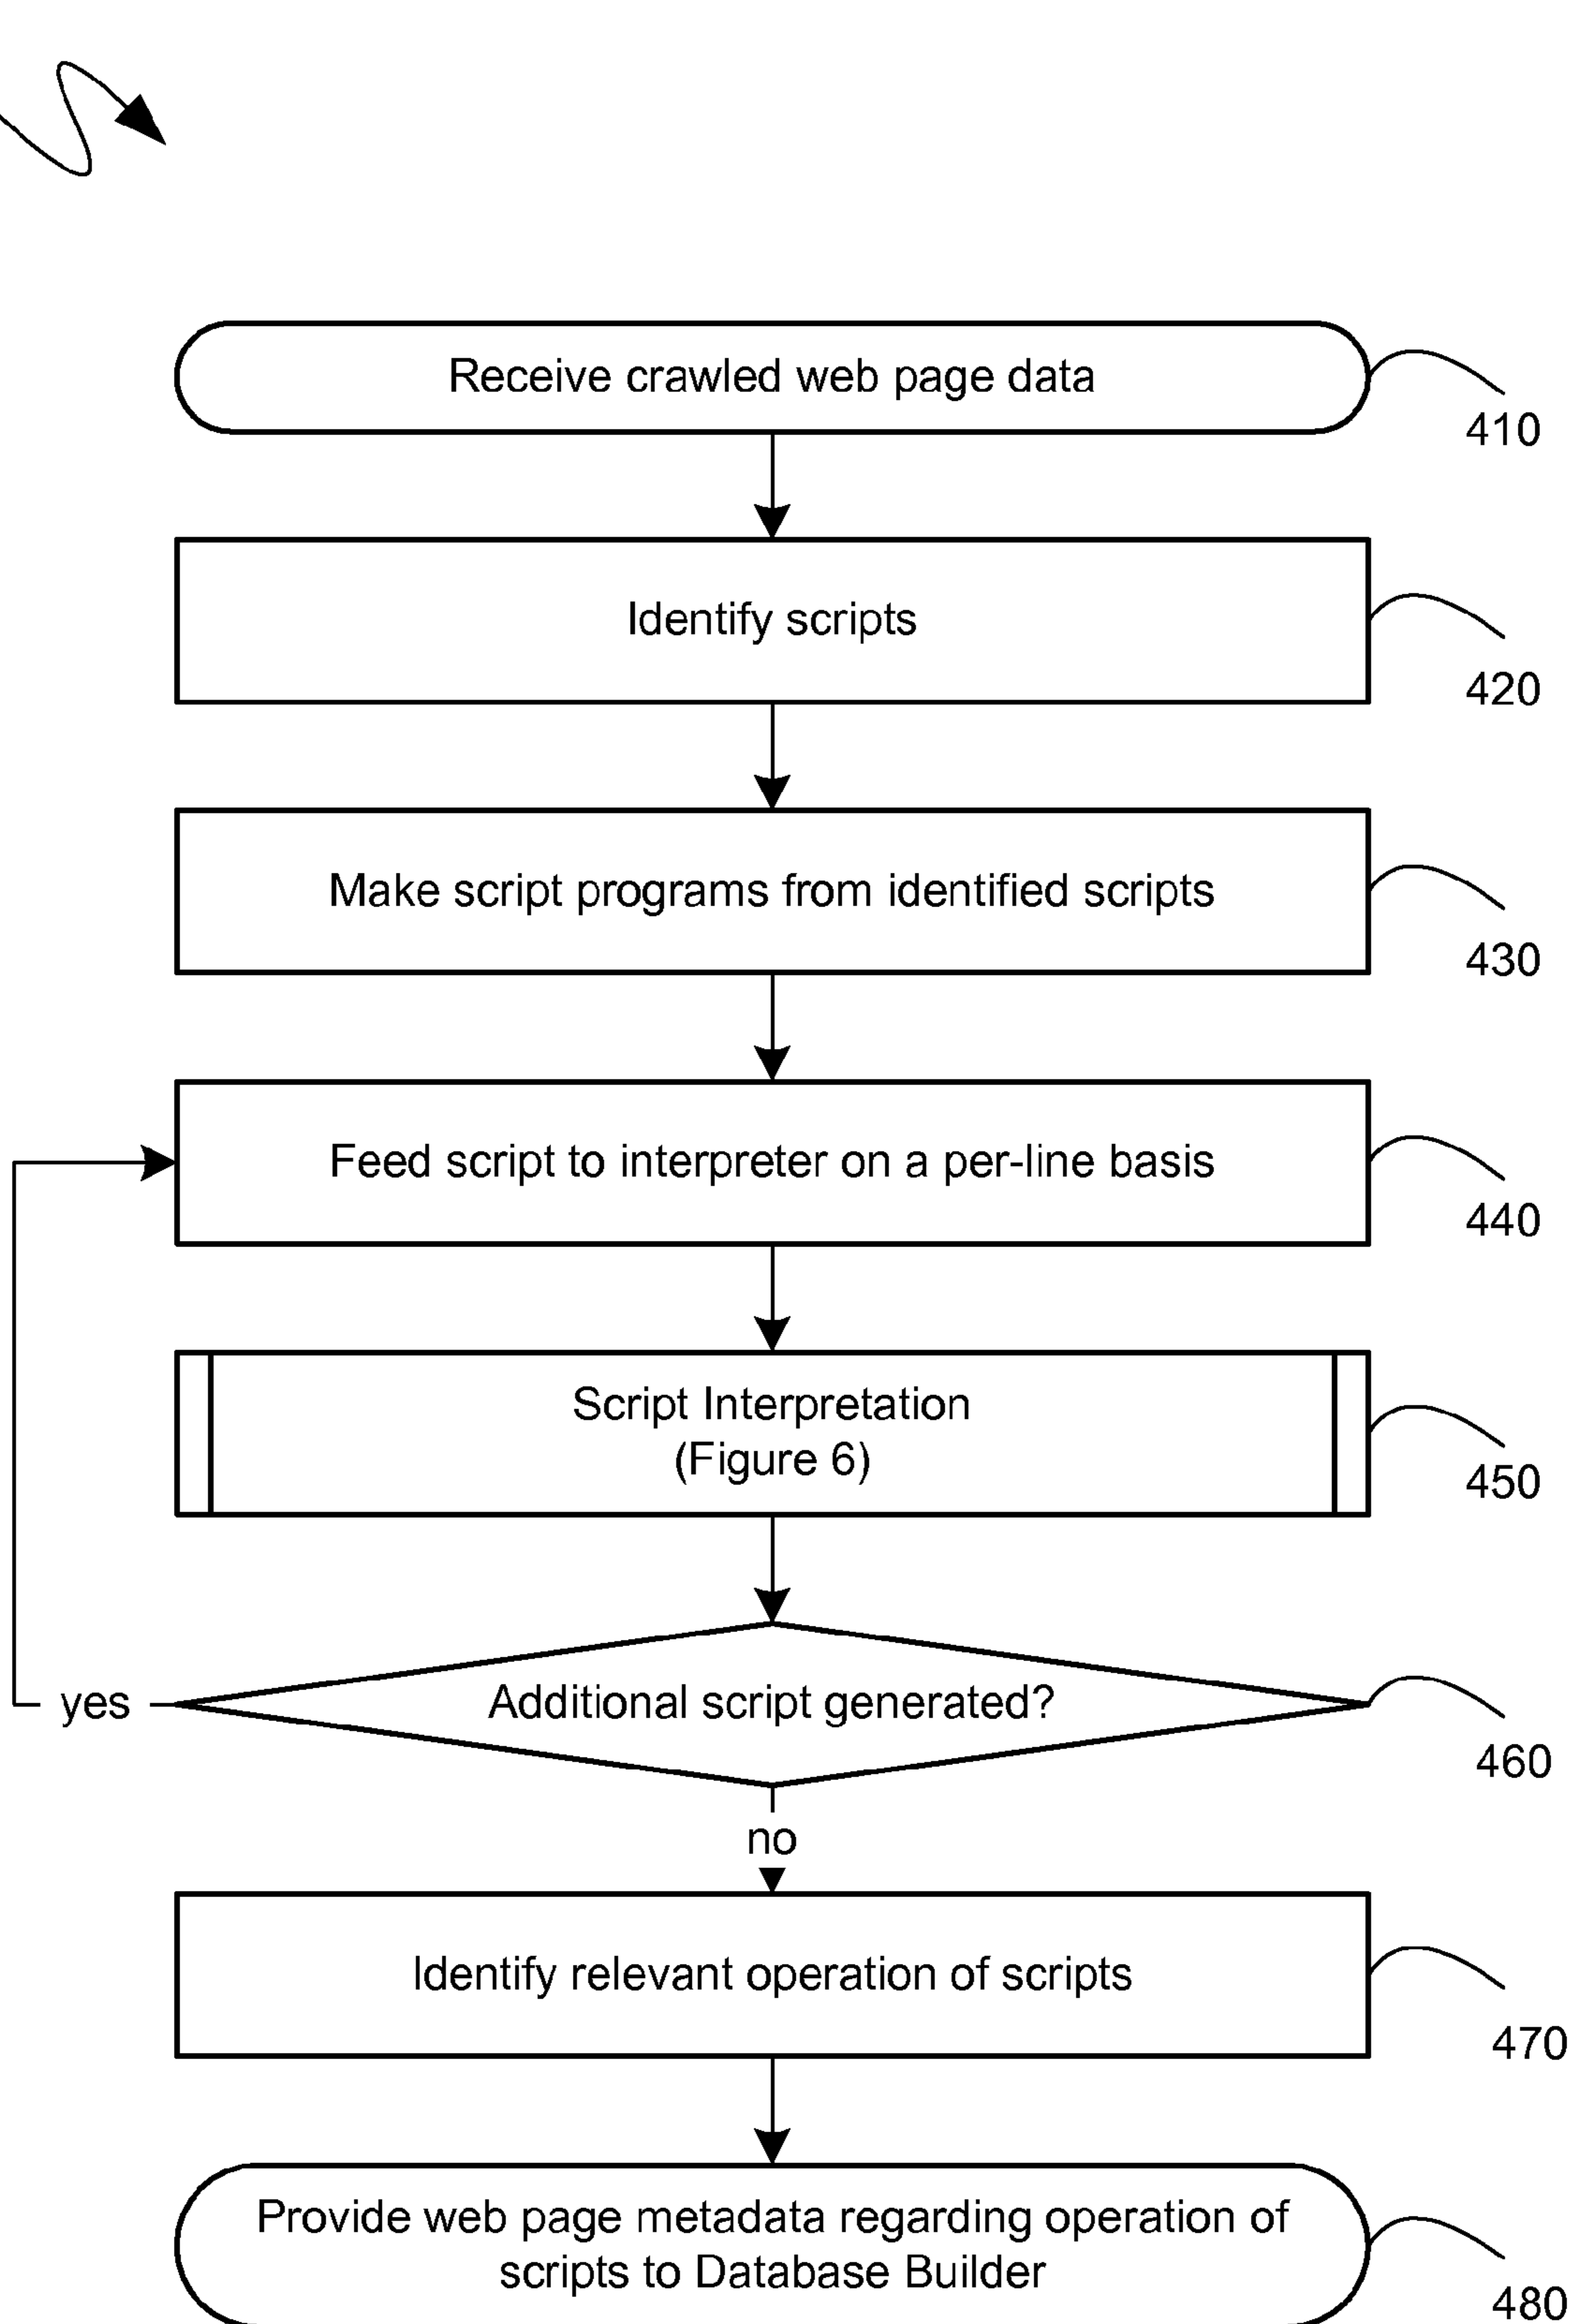 Receive crawled web page data
410
Identify scripts
420
Make script programs from identified scripts
430
Feed script to interpreter on a per-line basis
440
Script Interpretation
(Figure 6)
450
Additional script generated?
yes
460
no
Identify relevant operation of scripts
470
Provide web page metadata regarding operation of
scripts to Database Builder
480